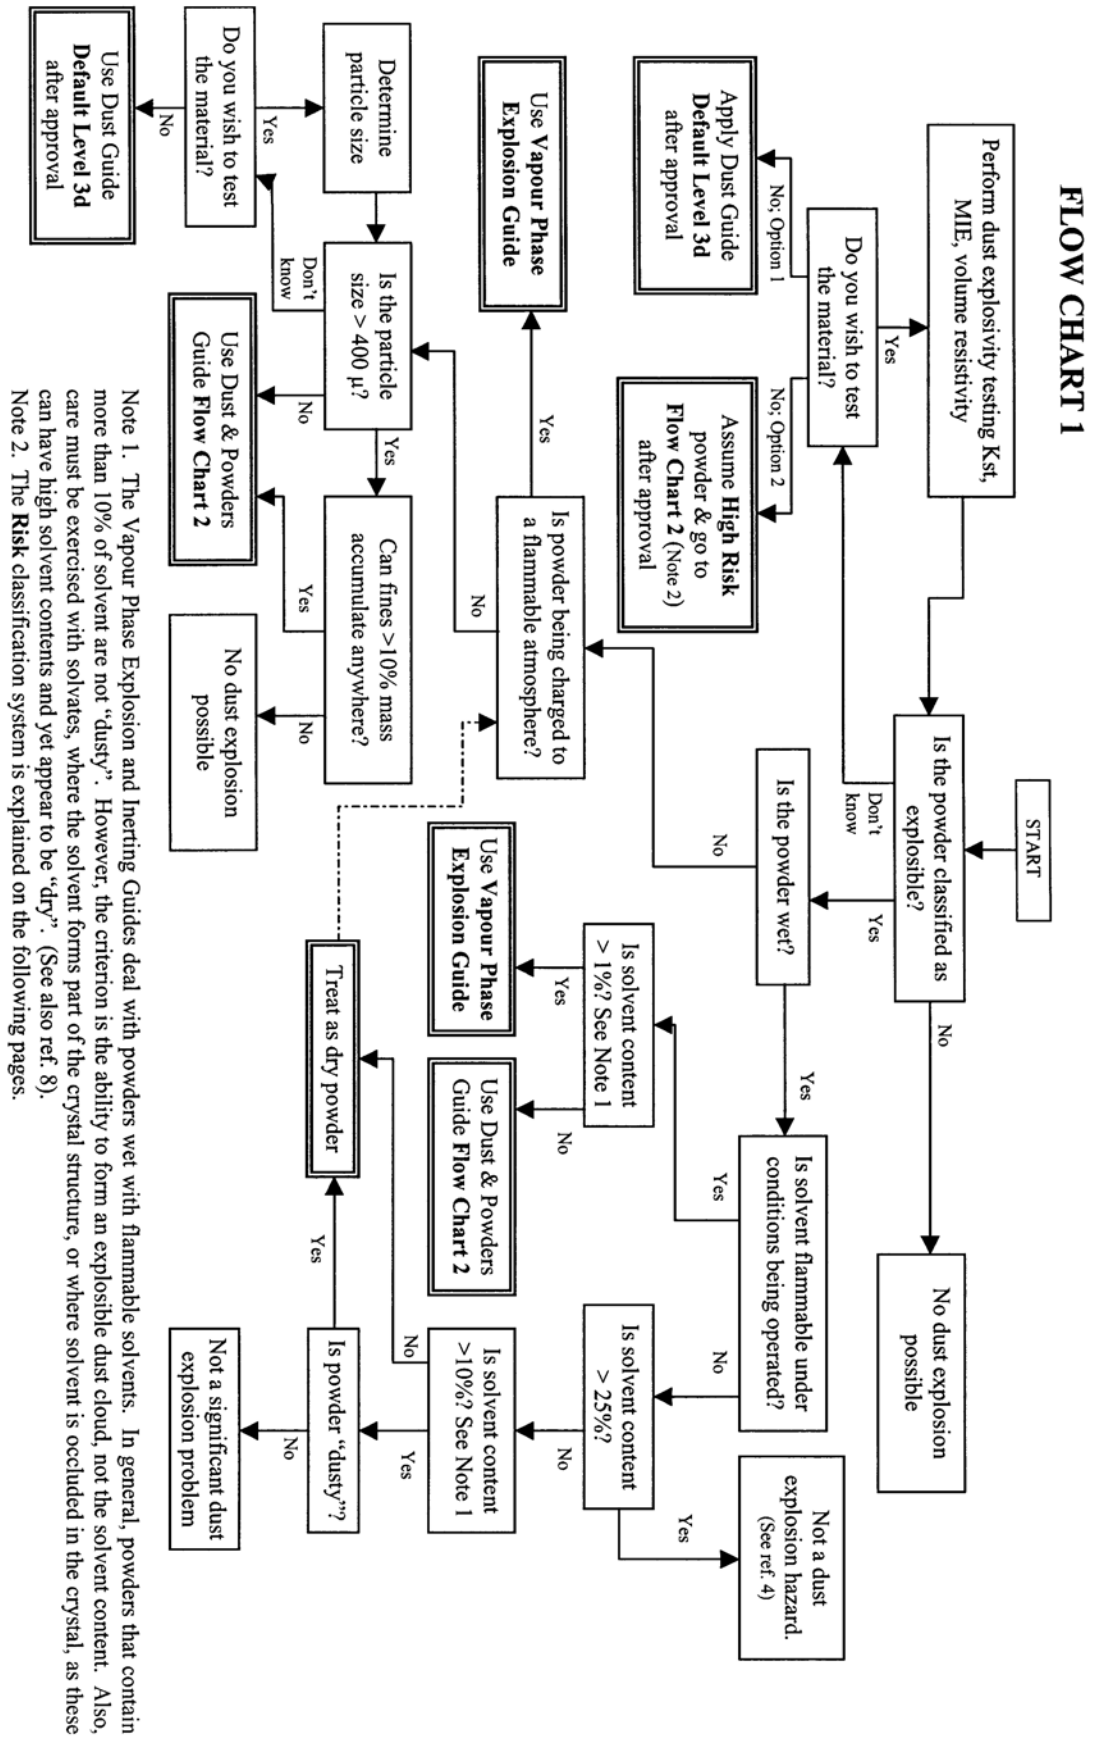 FLOW CHART 1
START
Perform dust explosivity testing Kst,
MIE, volume resistivity
Is the powder classified as
explosible?
No
No dust explosion
possible
Don't
know
Yes
Yes
Do you wish to test
the material?
No; Option 1
No; Option 2
Apply Dust Guide
Default Level 3d
after approval
Assume High Risk
powder & go to
Flow Chart 2 (Note 2)
after approval
Is the powder wet?
Yes
No
Is solvent flammable under
conditions being operated?
Yes
No
Not a dust
explosion hazard.
(See ref. 4)
Yes
Is solvent content
> 1%? See Note 1
Is solvent content
> 25%?
Yes
No
No
Use Vapour Phase
Explosion Guide
Yes
Is powder being charged to
a flammable atmosphere?
No
Use Vapour Phase
Explosion Guide
Use Dust & Powders
Guide Flow Chart 2
Is solvent content
>10%? See Note 1
No
Yes
Determine
particle size
Is the particle
size > 400 μ?
Yes
Can fines >10% mass
accumulate anywhere?
Treat as dry powder
Yes
Is powder “dusty”?
No
Yes
Don't
know
No
Yes
No
Do you wish to test
the material?
No
Use Dust & Powders
Guide Flow Chart 2
No dust explosion
possible
Not a significant dust
explosion problem
Use Dust Guide
Default Level 3d
after approval
Note 1. The Vapour Phase Explosion and Inerting Guides deal with powders wet with flammable solvents. In general, powders that contain
more than 10% of solvent are not “dusty”. However, the criterion is the ability to form an explosible dust cloud, not the solvent content. Also,
care must be exercised with solvates, where the solvent forms part of the crystal structure, or where solvent is occluded in the crystal, as these
can have high solvent contents and yet appear to be “dry”. (See also ref. 8).
Note 2. The Risk classification system is explained on the following pages.